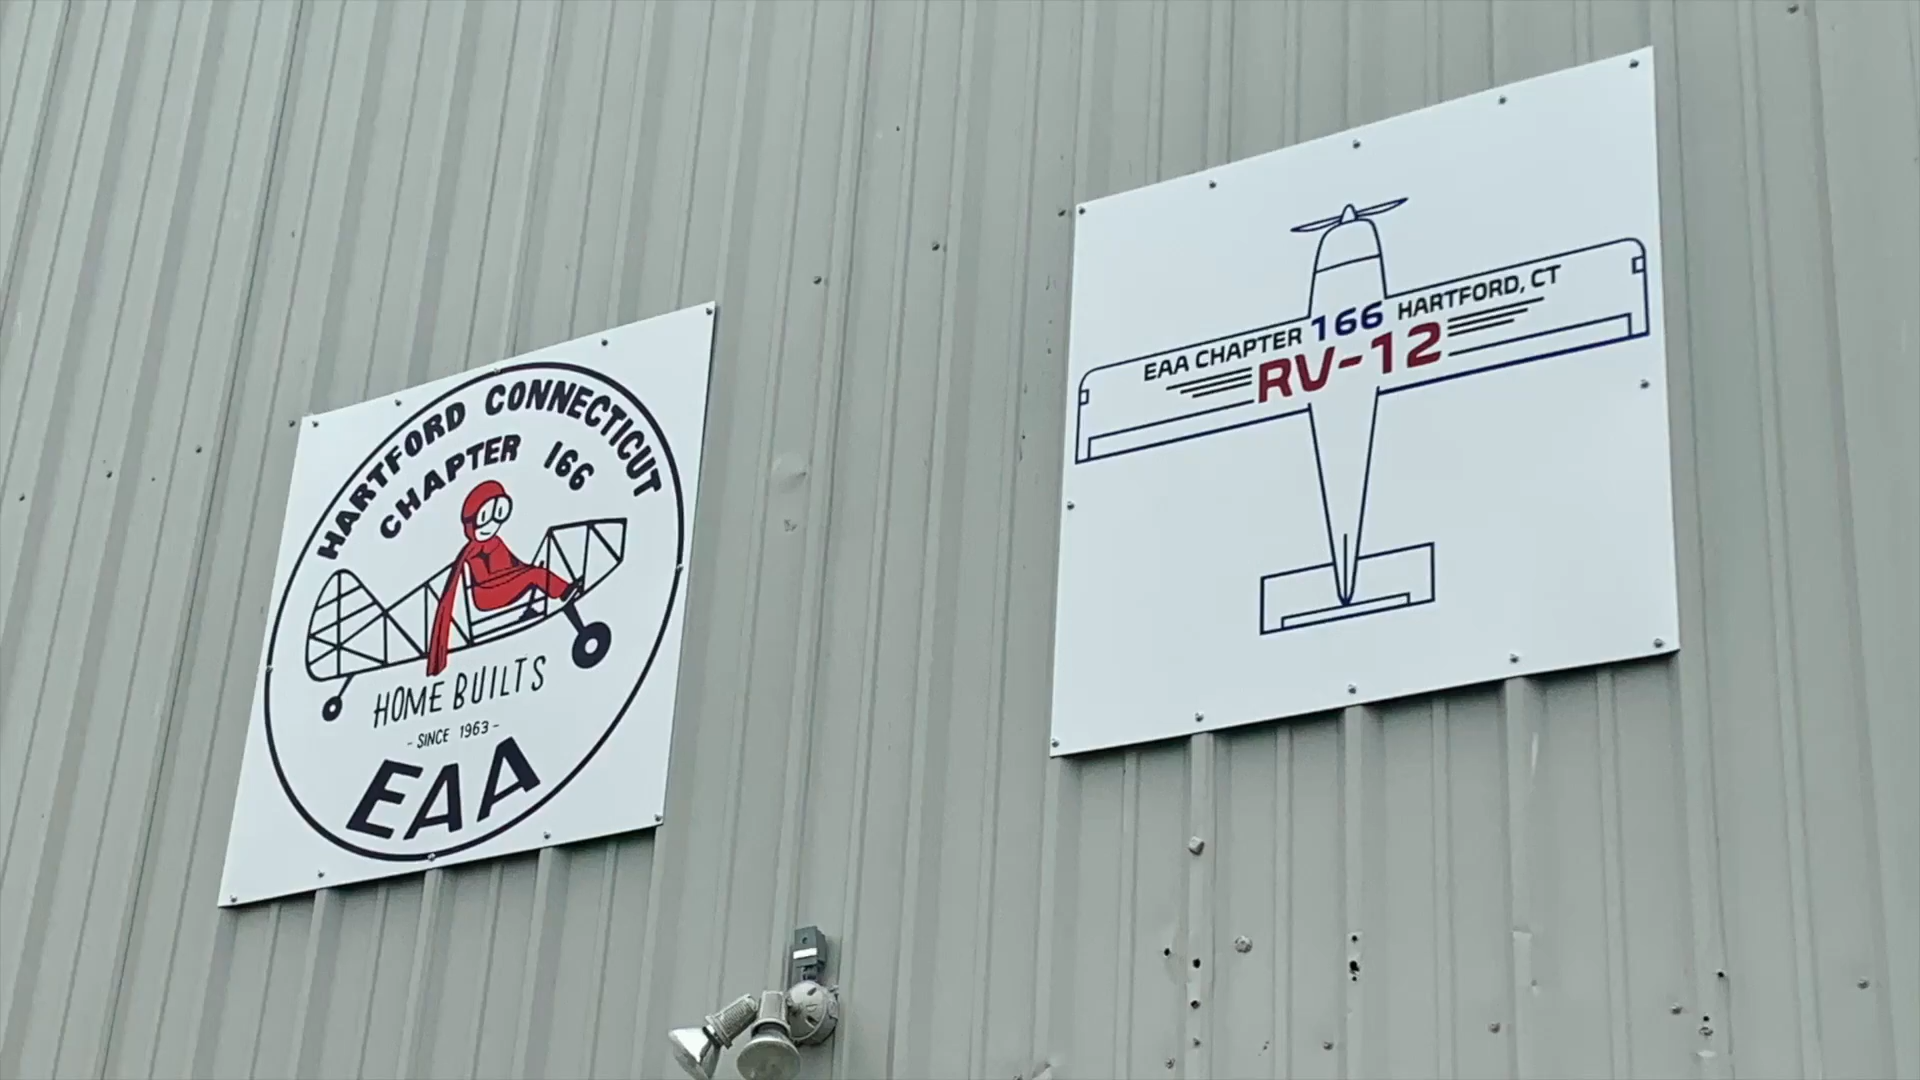 HARTFORD CONNECTICUT
CHAPTER 166
HOME BUILTS
- SINCE 1963 -
EAA
EAA CHAPTER 166 HARTFORD, CT
RV-12